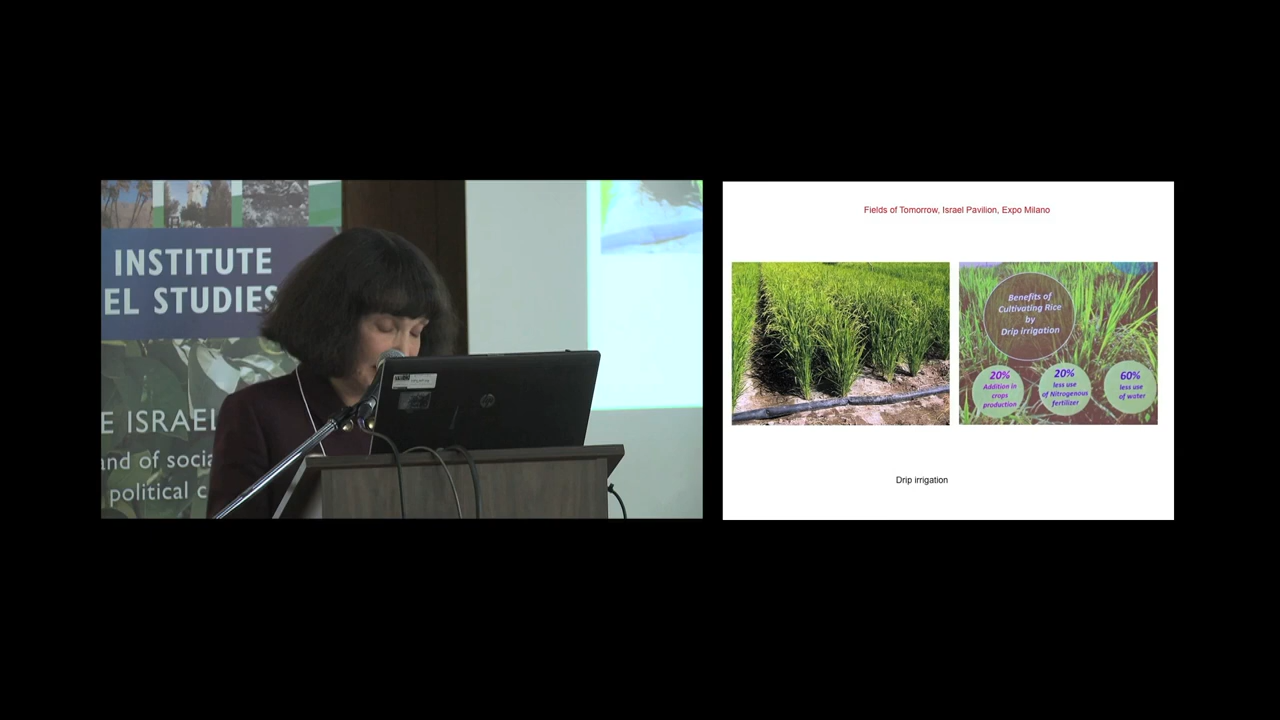 INSTITUTE
EL STUDIES
E ISRAEL
and of socia
political c
hp
Fields of Tomorrow, Israel Pavilion, Expo Milano
Benefits of
Cultivating Rice
by
Drip irrigation
20%
Addition in
crops
production
20%
less use
of Nitrogenous
fertilizer
60%
less use
of water
Drip irrigation